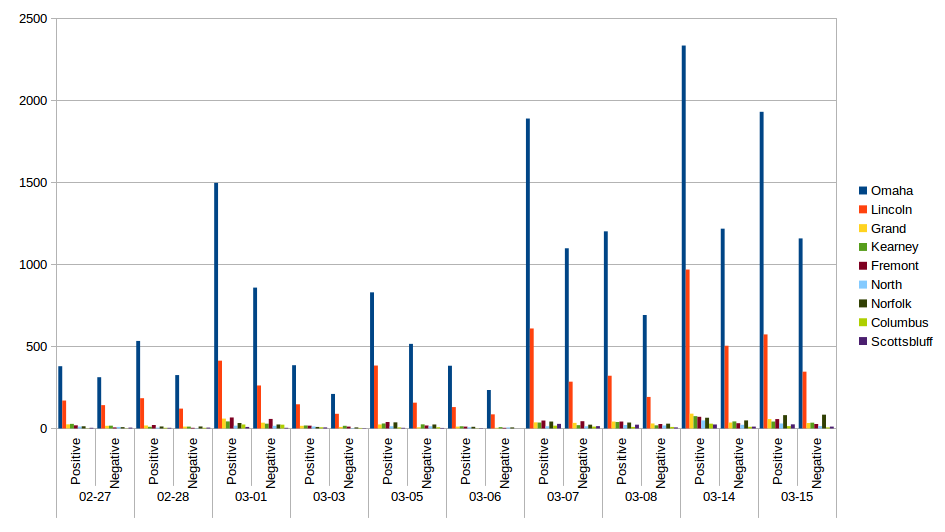 2500
2000
1500
1000
500
0
Positive Negative Positive Negative Positive Negative Positive Negative Positive Negative Positive Negative Positive Negative Positive Negative Positive Negative Positive Negative
02-27 02-28 03-01 03-03 03-05 03-06 03-07 03-08 03-14 03-15
Omaha
Lincoln
Grand
Kearney
Fremont
North
Norfolk
Columbus
Scottsbluff